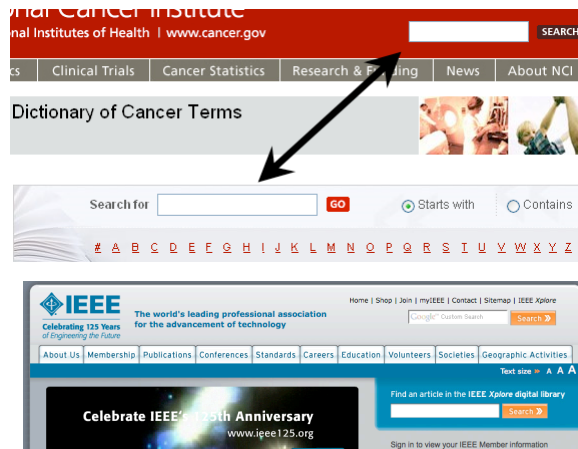 onal Cancer Institute
onal Institutes of Health | www.cancer.gov
SEARCH
cs Clinical Trials Cancer Statistics Research & Funding News About NCI
Dictionary of Cancer Terms
Search for GO Starts with Contains
# A B C D E F G H I J K L M N O P Q R S T U V W X Y Z
IEEE
Celebrating 125 Years
of Engineering the Future
The world's leading professional association
for the advancement of technology
Home | Shop | Join | myIEEE | Contact | Sitemap | IEEE Xplore
Google Custom Search Search »
About Us Membership Publications Conferences Standards Careers Education Volunteers Societies Geographic Activities
Text size » A A A
Find an article in the IEEE Xplore digital library
Search »
Celebrate IEEE's 125th Anniversary
www.ieee125.org
Sign in to view your IEEE Member information